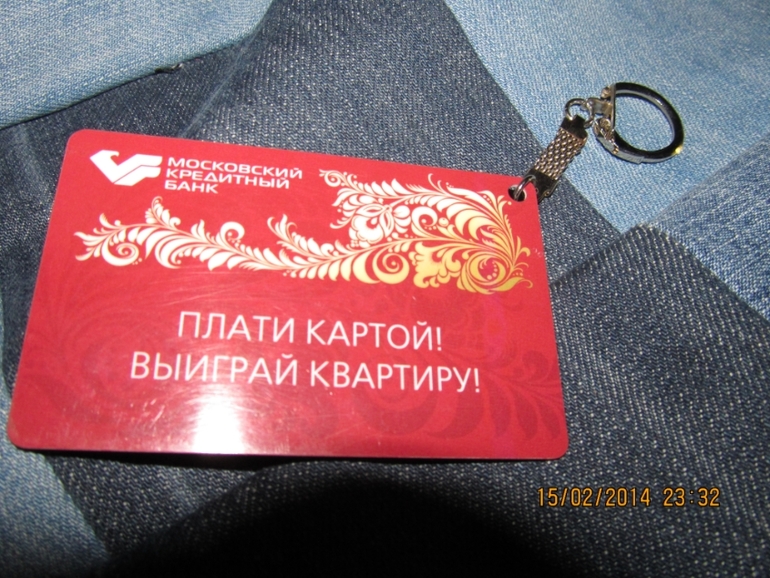 МОСКОВСКИЙ
КРЕДИТНЫЙ
БАНК
ПЛАТИ КАРТОЙ!
ВЫИГРАЙ КВАРТИРУ!
15/02/2014 23:32